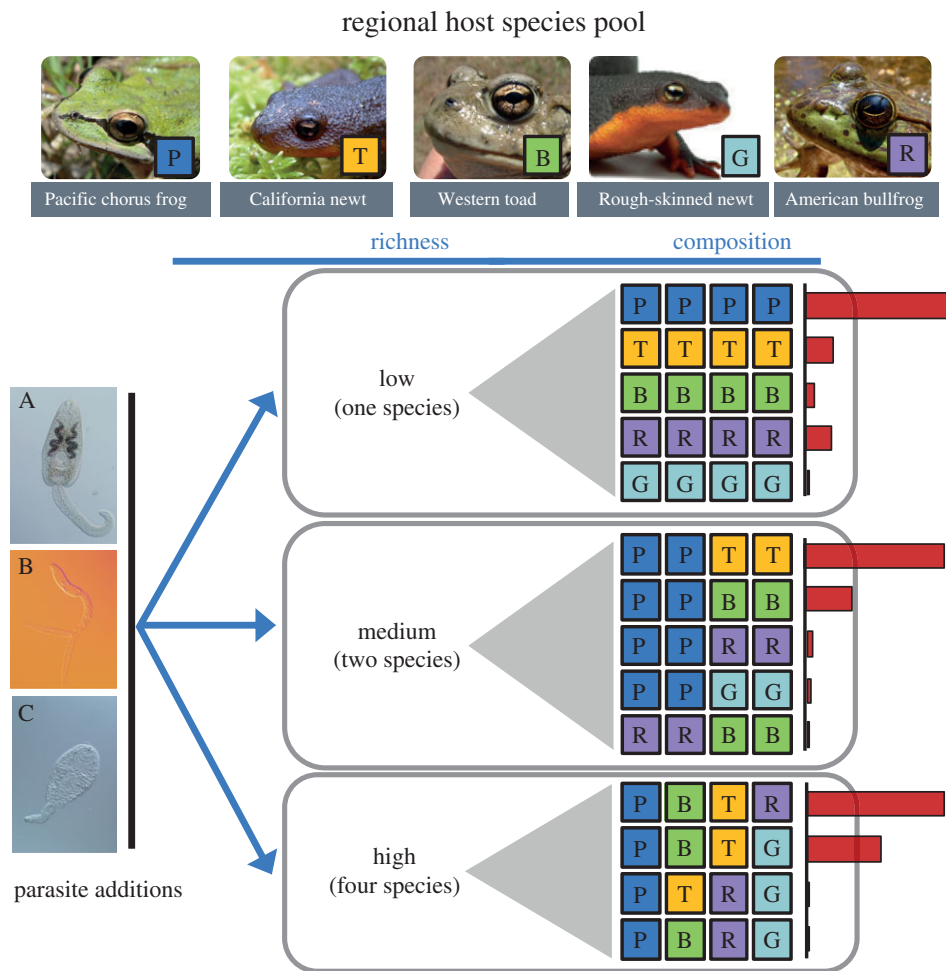 regional host species pool
P
T
B
G
R
Pacific chorus frog
California newt
Western toad
Rough-skinned newt
American bullfrog
richness
composition
A
B
C
parasite additions
low
(one species)
P P P P
T T T T
B B B B
R R R R
G G G G
medium
(two species)
P P T T
P P B B
P P R R
P P G G
R R B B
high
(four species)
P B T R
P B T G
P T R G
P B R G